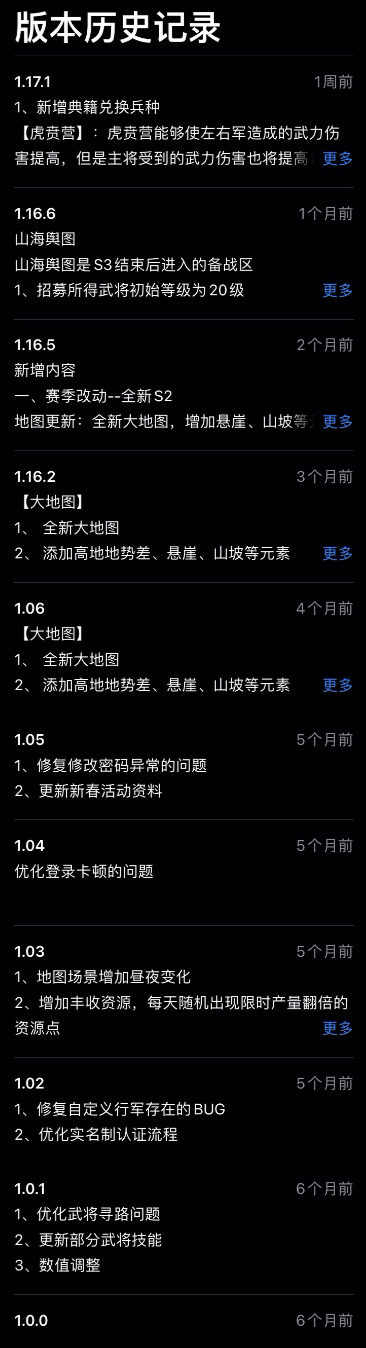 版本历史记录
1.17.1 1周前
1、新增典籍兑换兵种
【虎贲营】：虎贲营能够使左右军造成的武力伤
害提高，但是主将受到的武力伤害也将提高 更多
1.16.6 1个月前
山海舆图
山海舆图是S3结束后进入的备战区
1、招募所得武将初始等级为20级 更多
1.16.5 2个月前
新增内容
一、赛季改动--全新S2
地图更新：全新大地图，增加悬崖、山坡等 更多
1.16.2 3个月前
【大地图】
1、 全新大地图
2、 添加高地地势差、悬崖、山坡等元素 更多
1.06 4个月前
【大地图】
1、 全新大地图
2、 添加高地地势差、悬崖、山坡等元素 更多
1.05 5个月前
1、修复修改密码异常的问题
2、更新新春活动资料
1.04 5个月前
优化登录卡顿的问题
1.03 5个月前
1、地图场景增加昼夜变化
2、增加丰收资源，每天随机出现限时产量翻倍的
资源点 更多
1.02 5个月前
1、修复自定义行军存在的BUG
2、优化实名制认证流程
1.0.1 6个月前
1、优化武将寻路问题
2、更新部分武将技能
3、数值调整
1.0.0 6个月前